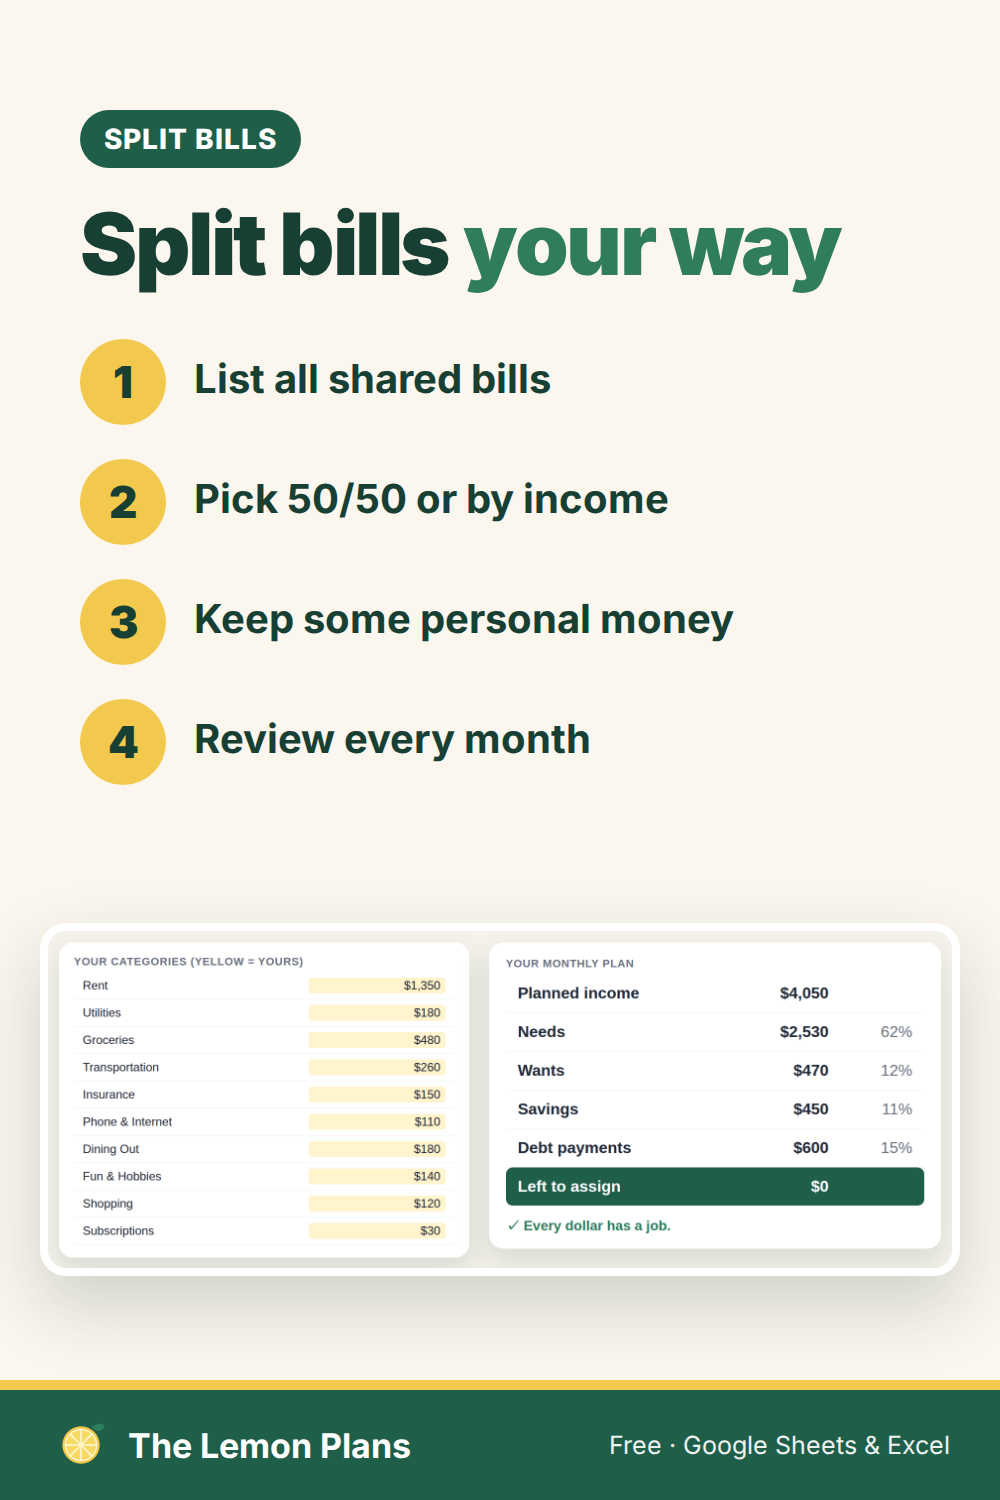 SPLIT BILLS
Split bills your way
1 List all shared bills
2 Pick 50/50 or by income
3 Keep some personal money
4 Review every month
YOUR CATEGORIES (YELLOW = YOURS)
Rent $1,350
Utilities $180
Groceries $480
Transportation $260
Insurance $150
Phone & Internet $110
Dining Out $180
Fun & Hobbies $140
Shopping $120
Subscriptions $30
YOUR MONTHLY PLAN
Planned income $4,050
Needs $2,530 62%
Wants $470 12%
Savings $450 11%
Debt payments $600 15%
Left to assign $0
✓ Every dollar has a job.
The Lemon Plans
Free · Google Sheets & Excel